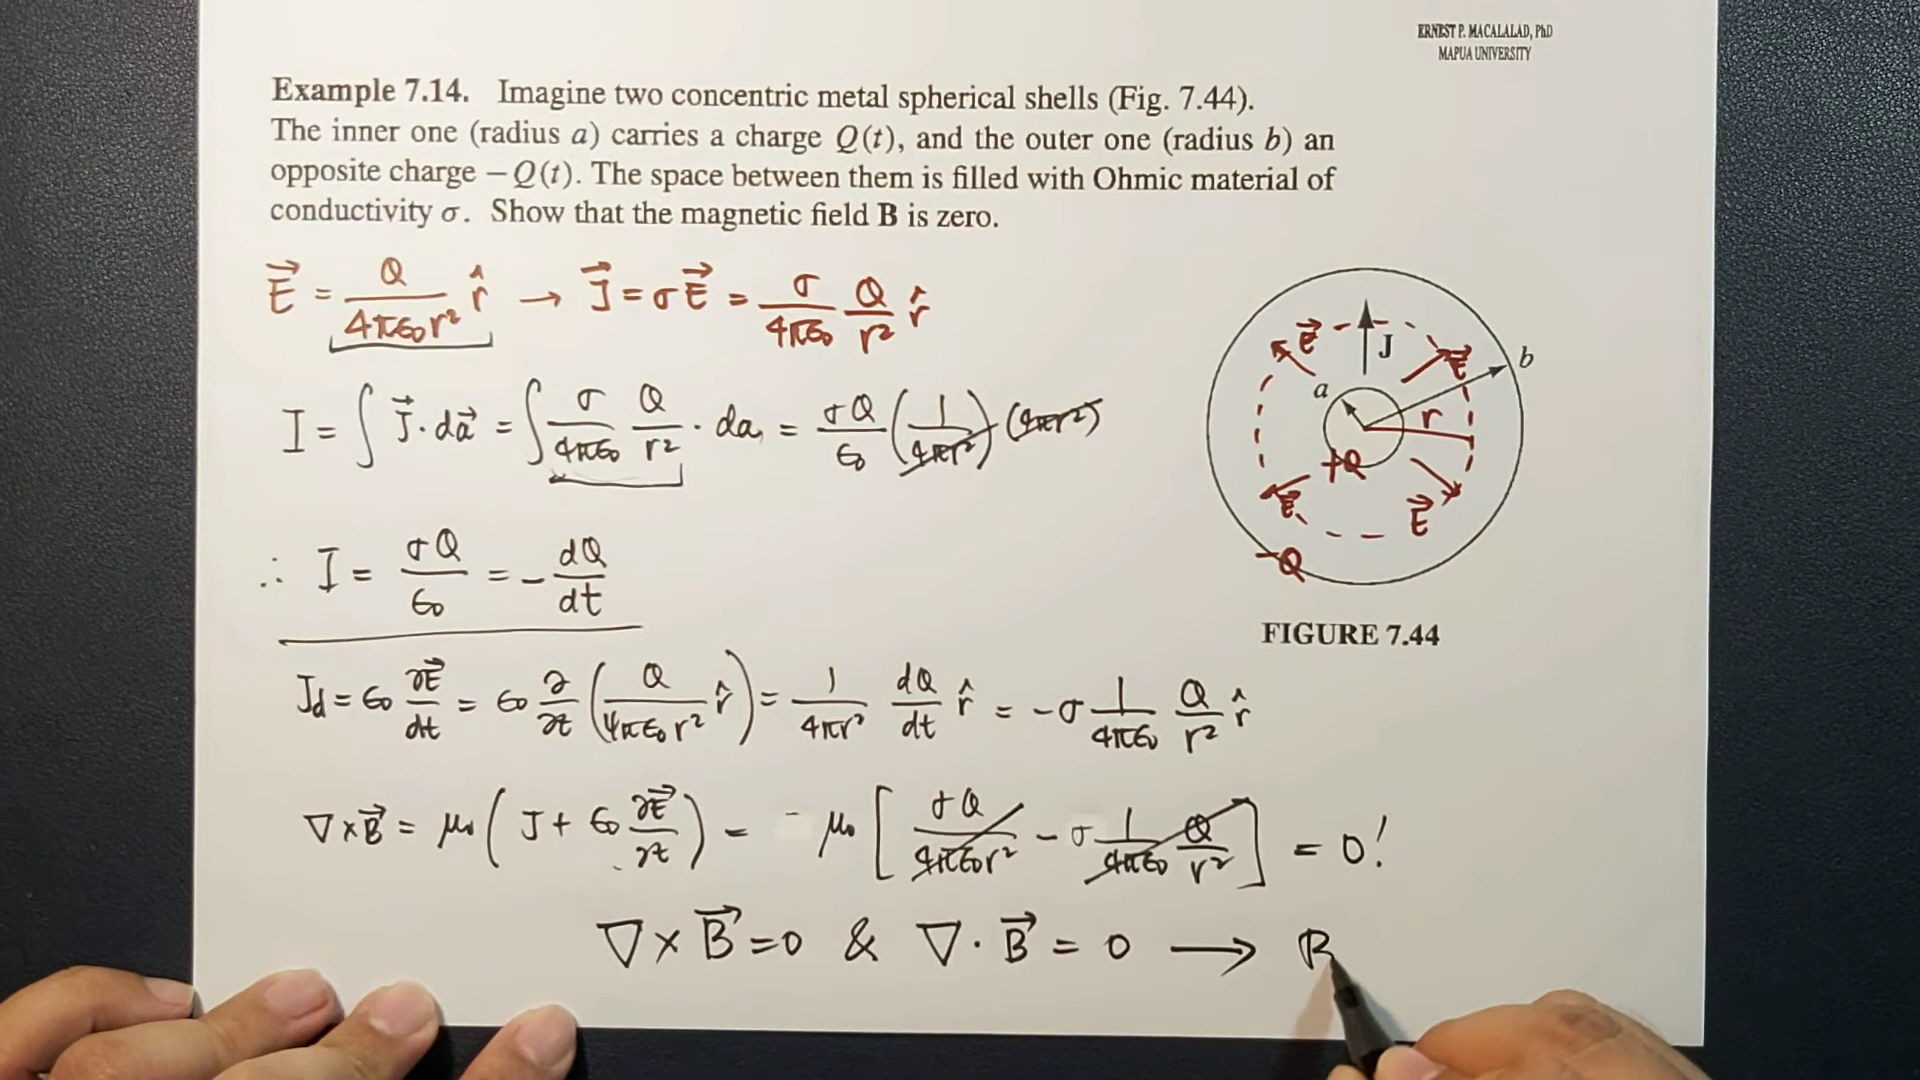 ERNEST P. MACALALAD, PhD
MAPUA UNIVERSITY
Example 7.14. Imagine two concentric metal spherical shells (Fig. 7.44).
The inner one (radius a) carries a charge Q(t), and the outer one (radius b) an
opposite charge −Q(t). The space between them is filled with Ohmic material of
conductivity σ. Show that the magnetic field B is zero.
E⃗ = Q/(4πϵ₀r²) r̂ → J⃗ = σE⃗ = σ/(4πϵ₀) Q/r² r̂
I = ∫ J⃗ · da⃗ = ∫ σ/(4πϵ₀) Q/r² · da, = σQ/ϵ₀ (1/(4πr²)) (4πr²)
∴ I = σQ/ϵ₀ = − dQ/dt
Jd = ϵ₀ ∂E⃗/dt = ϵ₀ ∂/∂t (Q/(4πϵ₀r²) r̂) = 1/(4πr²) dQ/dt r̂ = −σ 1/(4πϵ₀) Q/r² r̂
∇×B⃗ = μ₀ (J + ϵ₀ ∂E⃗/∂t) = μ₀ [σQ/(4πϵ₀r²) − σ 1/(4πϵ₀) Q/r²] = 0!
∇×B⃗ = 0 & ∇·B⃗ = 0 → B
E⃗
J
E⃗
b
a
r
+Q
E⃗
E⃗
−Q
FIGURE 7.44